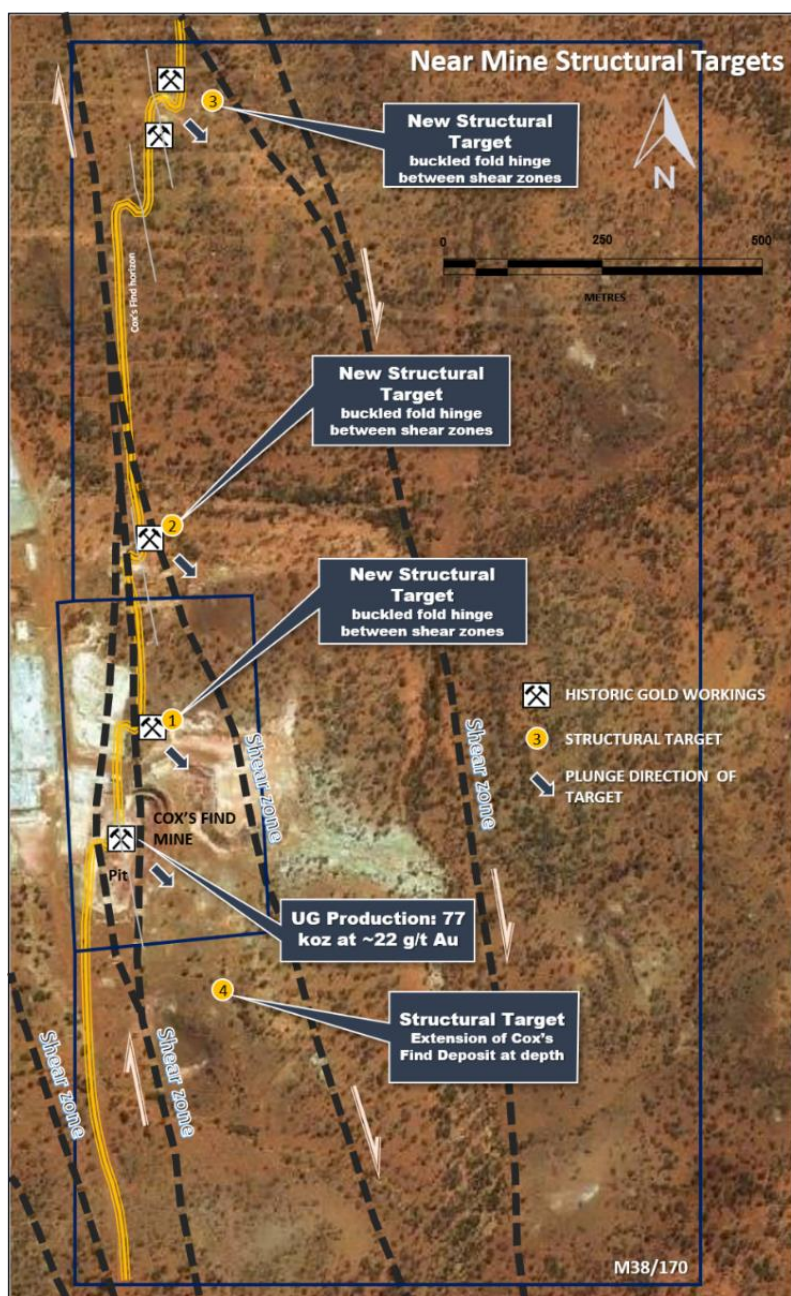 Near Mine Structural Targets
3
New Structural
Target
buckled fold hinge
between shear zones
N
0
250
500
METRES
Cox's Find horizon
New Structural
Target
buckled fold hinge
between shear zones
2
New Structural
Target
buckled fold hinge
between shear zones
HISTORIC GOLD WORKINGS
1
3
STRUCTURAL TARGET
Shear zone
Shear zone
PLUNGE DIRECTION OF
TARGET
COX'S FIND
MINE
Pit
UG Production: 77
koz at ~22 g/t Au
4
Structural Target
Extension of Cox's
Find Deposit at depth
Shear zone
Shear zone
M38/170